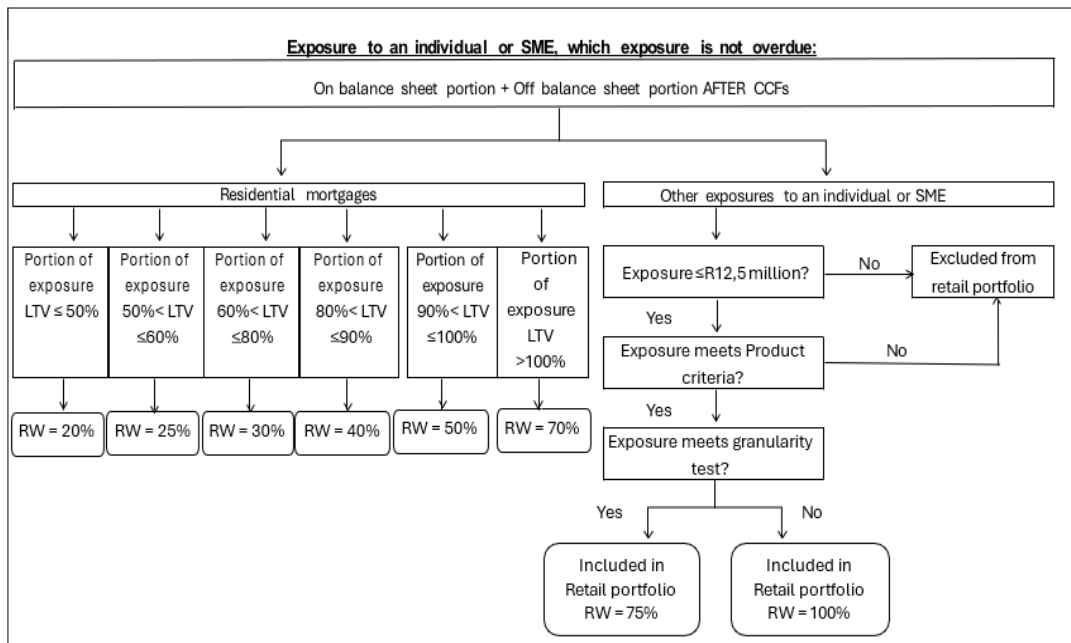 Exposure to an individual or SME, which exposure is not overdue:
On balance sheet portion + Off balance sheet portion AFTER CCFs
Residential mortgages
Other exposures to an individual or SME
Portion of
exposure
LTV ≤ 50%
Portion of
exposure
50%< LTV
≤60%
Portion of
exposure
60%< LTV
≤80%
Portion of
exposure
80%< LTV
≤90%
Portion of
exposure
90%< LTV
≤100%
Portion
of
exposure
LTV
>100%
RW = 20%
RW = 25%
RW = 30%
RW = 40%
RW = 50%
RW = 70%
Exposure≤R12,5 million?
No
Excluded from
retail portfolio
Yes
Exposure meets Product
criteria?
No
Yes
Exposure meets granularity
test?
Yes
No
Included in
Retail portfolio
RW = 75%
Included in
Retail portfolio
RW = 100%